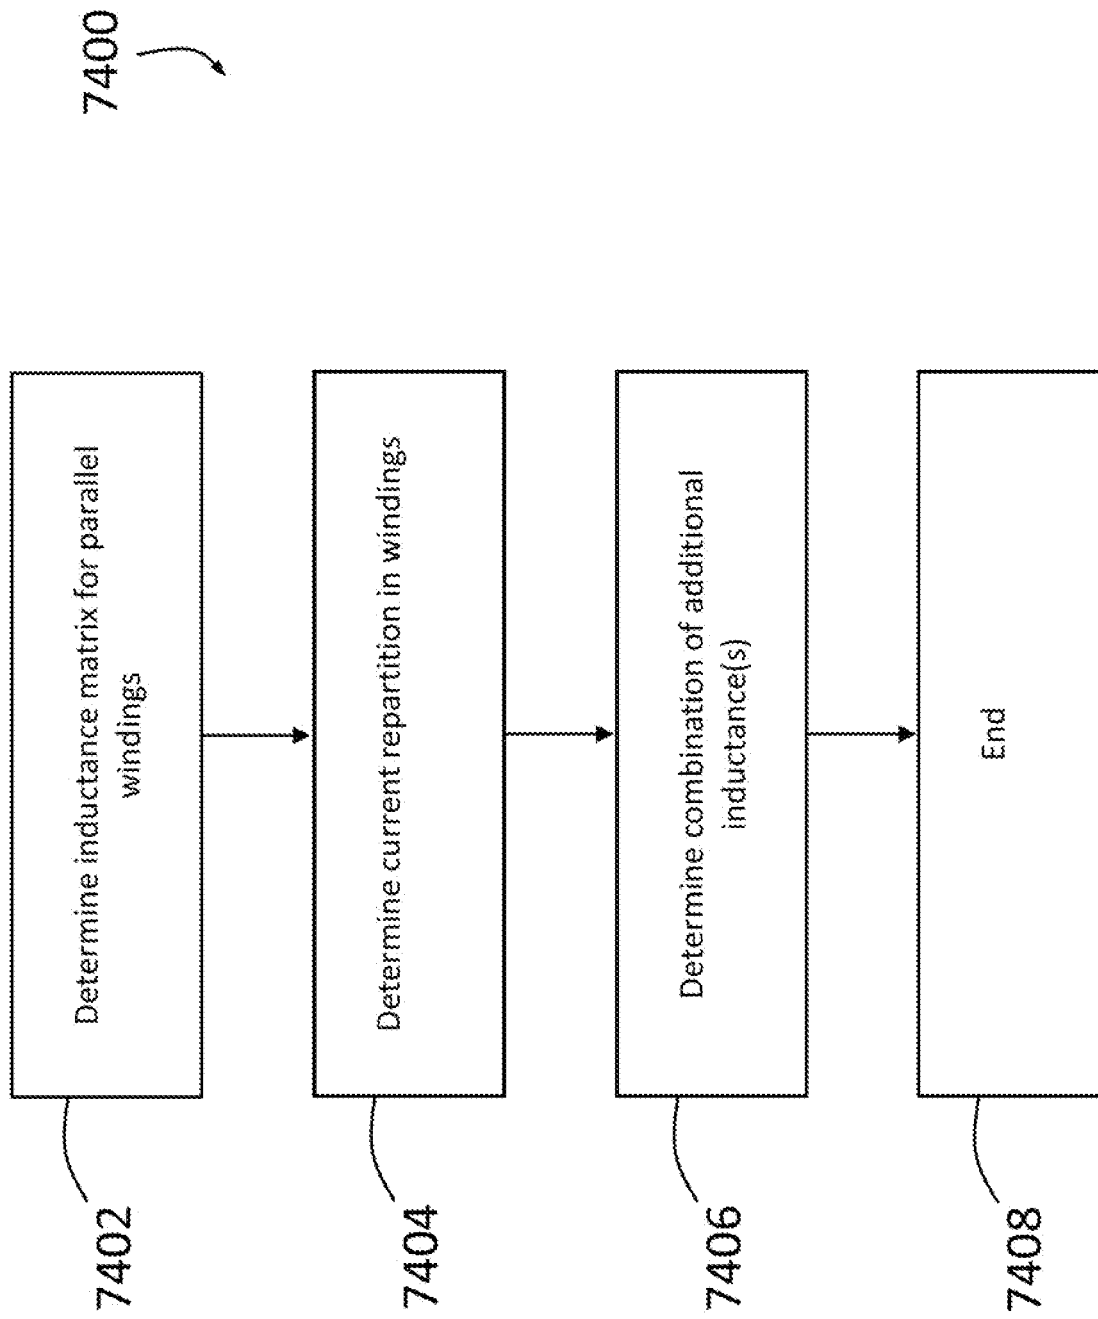 7400
7402
Determine inductance matrix for parallel
windings
7404
Determine current repartition in windings
7406
Determine combination of additional
inductance(s)
7408
End